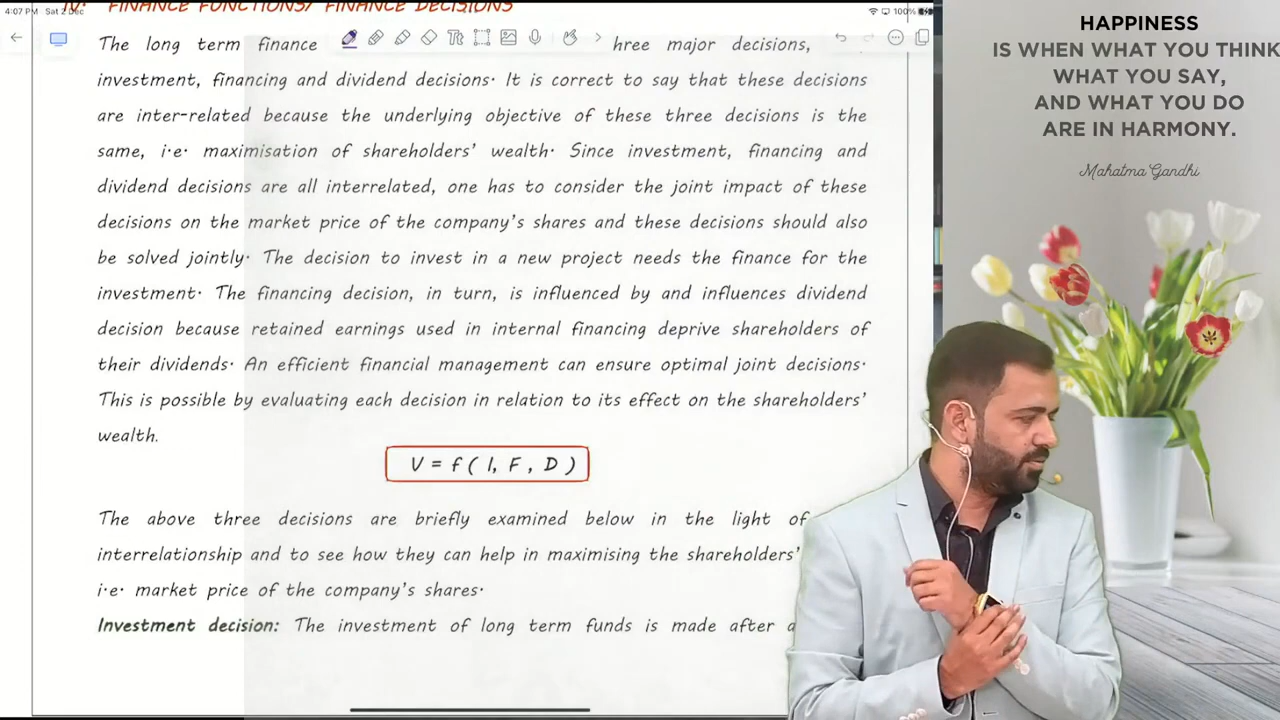 IV. FINANCE FUNCTIONS/ FINANCE DECISIONS
4:07 PM Sat 2 Dec
100%
The long term finance hree major decisions,
investment, financing and dividend decisions. It is correct to say that these decisions
are inter-related because the underlying objective of these three decisions is the
same, i.e. maximisation of shareholders' wealth. Since investment, financing and
dividend decisions are all interrelated, one has to consider the joint impact of these
decisions on the market price of the company's shares and these decisions should also
be solved jointly. The decision to invest in a new project needs the finance for the
investment. The financing decision, in turn, is influenced by and influences dividend
decision because retained earnings used in internal financing deprive shareholders of
their dividends. An efficient financial management can ensure optimal joint decisions.
This is possible by evaluating each decision in relation to its effect on the shareholders'
wealth.
V = f ( I, F , D )
The above three decisions are briefly examined below in the light of
interrelationship and to see how they can help in maximising the shareholders'
i.e. market price of the company's shares.
Investment decision: The investment of long term funds is made after a
HAPPINESS
IS WHEN WHAT YOU THINK
WHAT YOU SAY,
AND WHAT YOU DO
ARE IN HARMONY.
Mahatma Gandhi